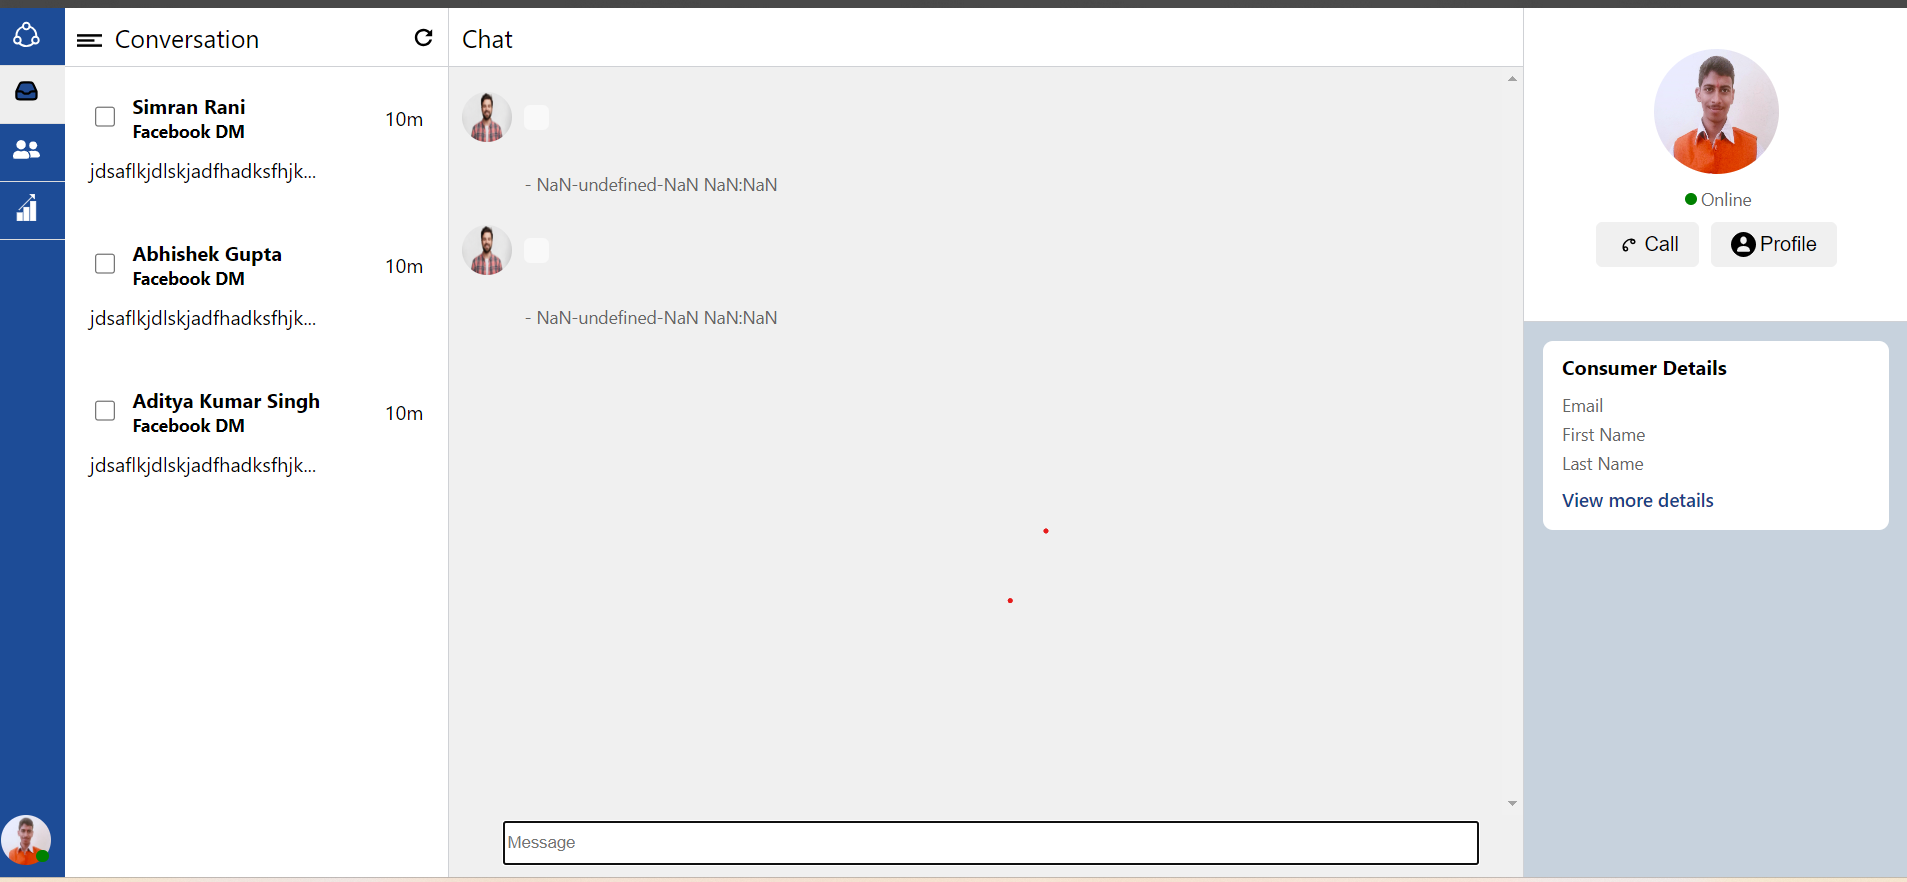 Conversation
Simran Rani
Facebook DM
10m
jdsaflkjdlskjadfhadksfhjk...
Abhishek Gupta
Facebook DM
10m
jdsaflkjdlskjadfhadksfhjk...
Aditya Kumar Singh
Facebook DM
10m
jdsaflkjdlskjadfhadksfhjk...
Chat
- NaN-undefined-NaN NaN:NaN
- NaN-undefined-NaN NaN:NaN
Message
Online
Call
Profile
Consumer Details
Email
First Name
Last Name
View more details